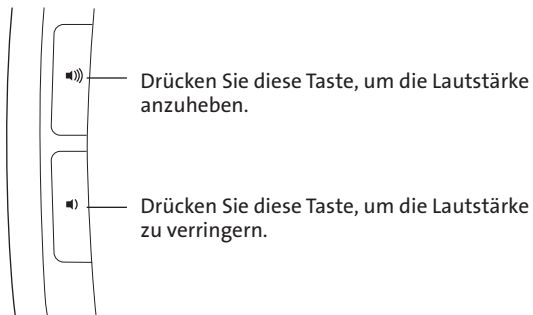 Drücken Sie diese Taste, um die Lautstärke
anzuheben.
Drücken Sie diese Taste, um die Lautstärke
zu verringern.